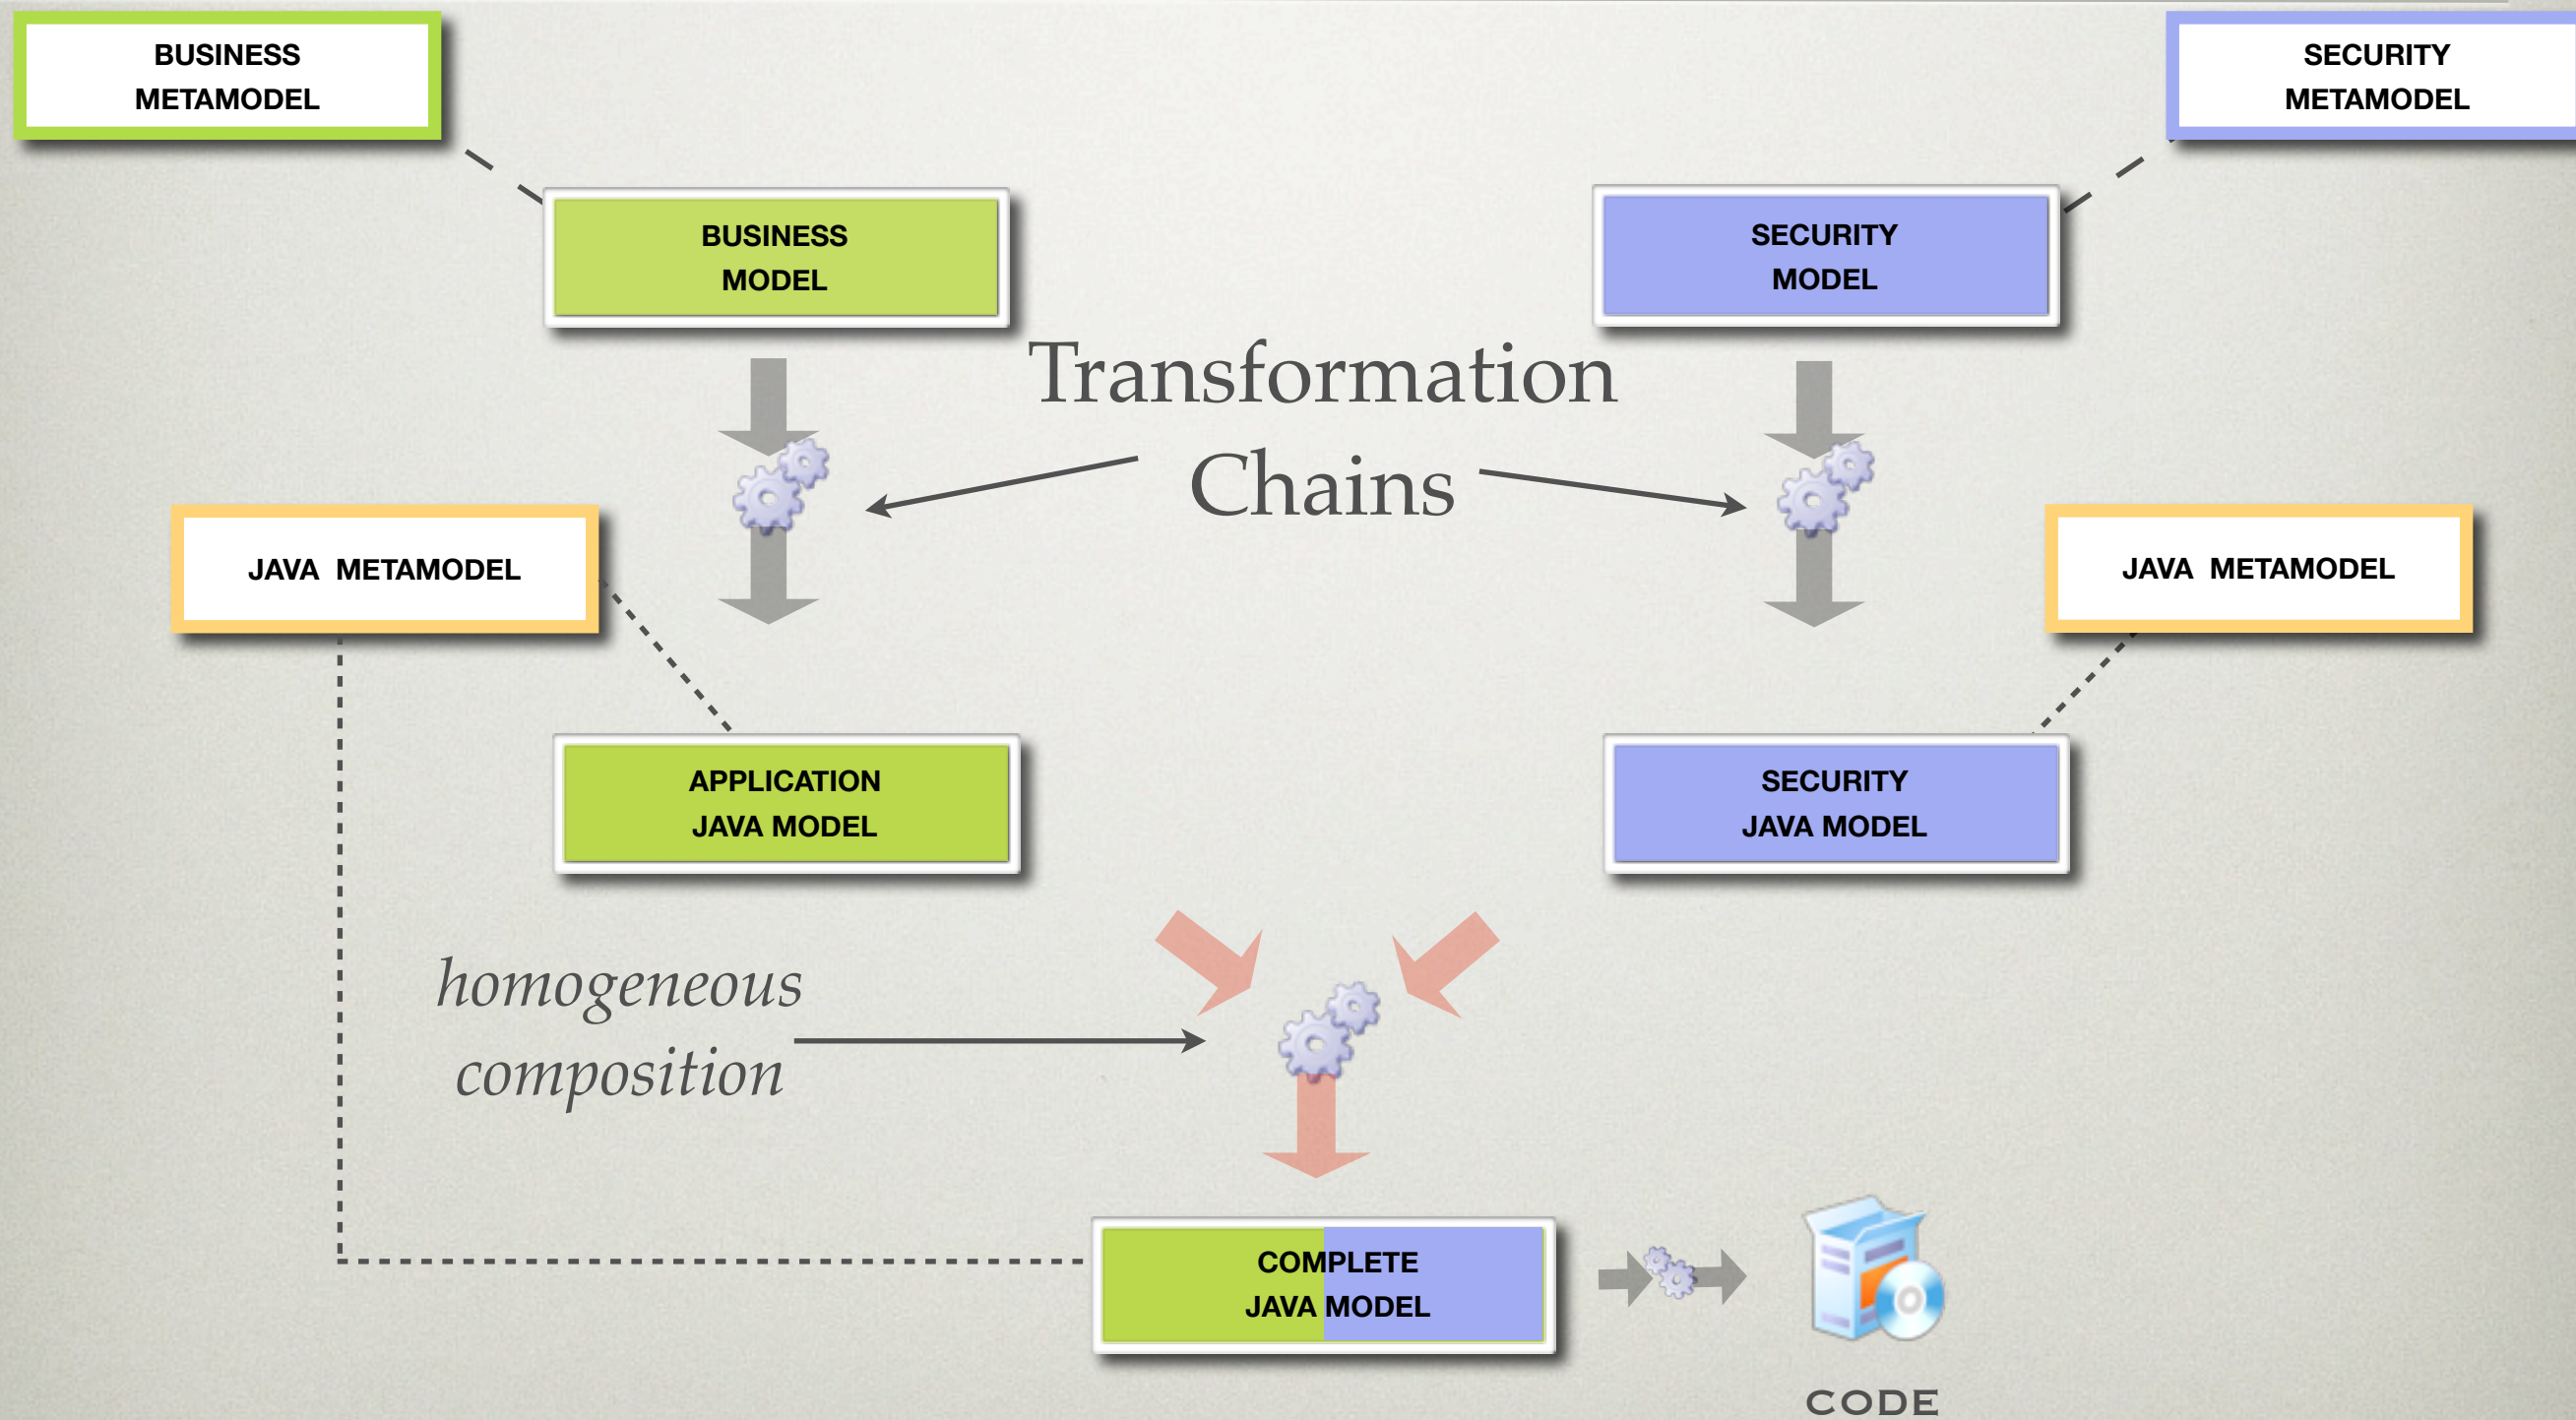 BUSINESS
METAMODEL
SECURITY
METAMODEL
BUSINESS
MODEL
SECURITY
MODEL
Transformation
Chains
JAVA METAMODEL
JAVA METAMODEL
APPLICATION
JAVA MODEL
SECURITY
JAVA MODEL
homogeneous
composition
COMPLETE
JAVA MODEL
CODE